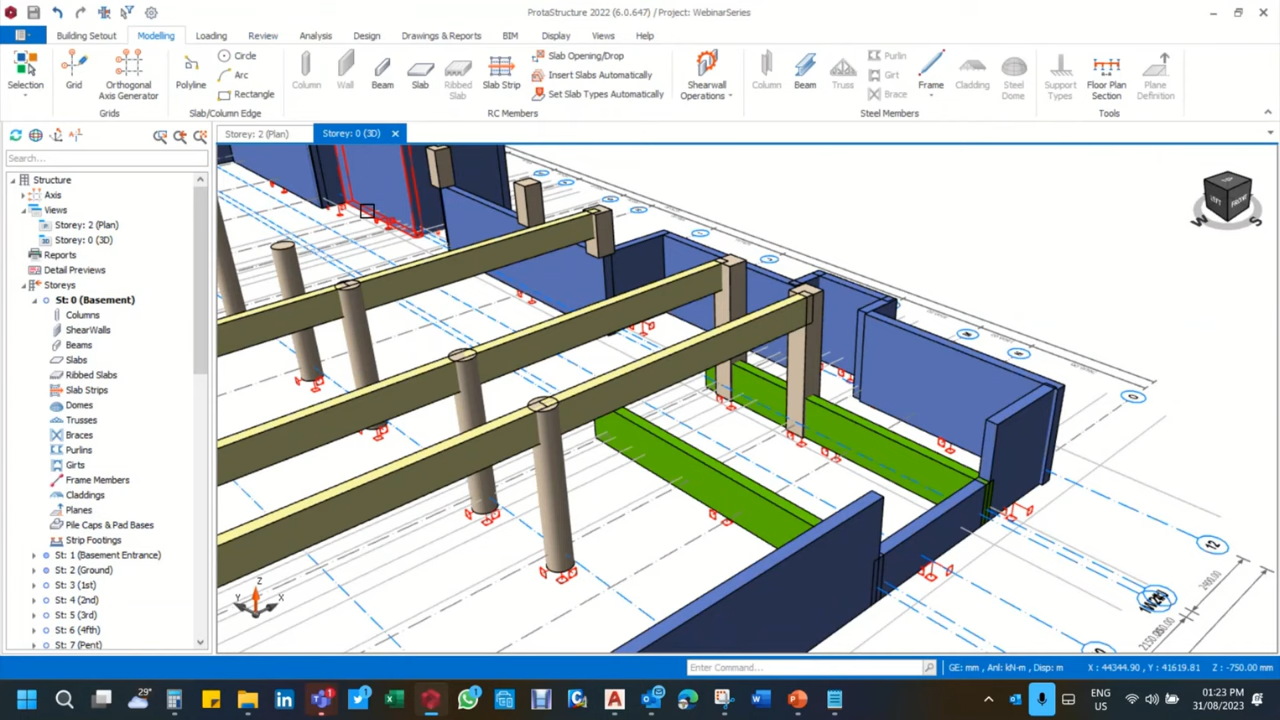 ProtaStructure 2022 (6.0.647) / Project: WebinarSeries
Building Setout Modelling Loading Review Analysis Design Drawings & Reports BIM Display Views Help
Selection
Grid
Orthogonal Axis Generator
Grids
Polyline
Circle
Arc
Rectangle
Slab/Column Edge
Column
Wall
Beam
Slab
Ribbed Slab
Slab Strip
Slab Opening/Drop
Insert Slabs Automatically
Set Slab Types Automatically
RC Members
Shearwall Operations
Column
Beam
Truss
Purlin
Girt
Brace
Frame
Cladding
Steel Dome
Steel Members
Support Types
Floor Plan Section
Plane Definition
Tools
Storey: 2 (Plan)
Storey: 0 (3D)
Search...
Structure
Axis
Views
Storey: 2 (Plan)
Storey: 0 (3D)
Reports
Detail Previews
Storeys
St: 0 (Basement)
Columns
ShearWalls
Beams
Slabs
Ribbed Slabs
Slab Strips
Domes
Trusses
Braces
Purlins
Girts
Frame Members
Claddings
Planes
Pile Caps & Pad Bases
Strip Footings
St: 1 (Basement Entrance)
St: 2 (Ground)
St: 3 (1st)
St: 4 (2nd)
St: 5 (3rd)
St: 6 (4fth)
St: 7 (Pent)
LEFT
FRONT
W
S
12
2400.00
Z
Y
X
Enter Command...
GE: mm, Anl: kN-m, Disp: m
X : 44344.90 , Y : 41619.81
Z : -750.00 mm
29°
ENG
US
01:23 PM
31/08/2023